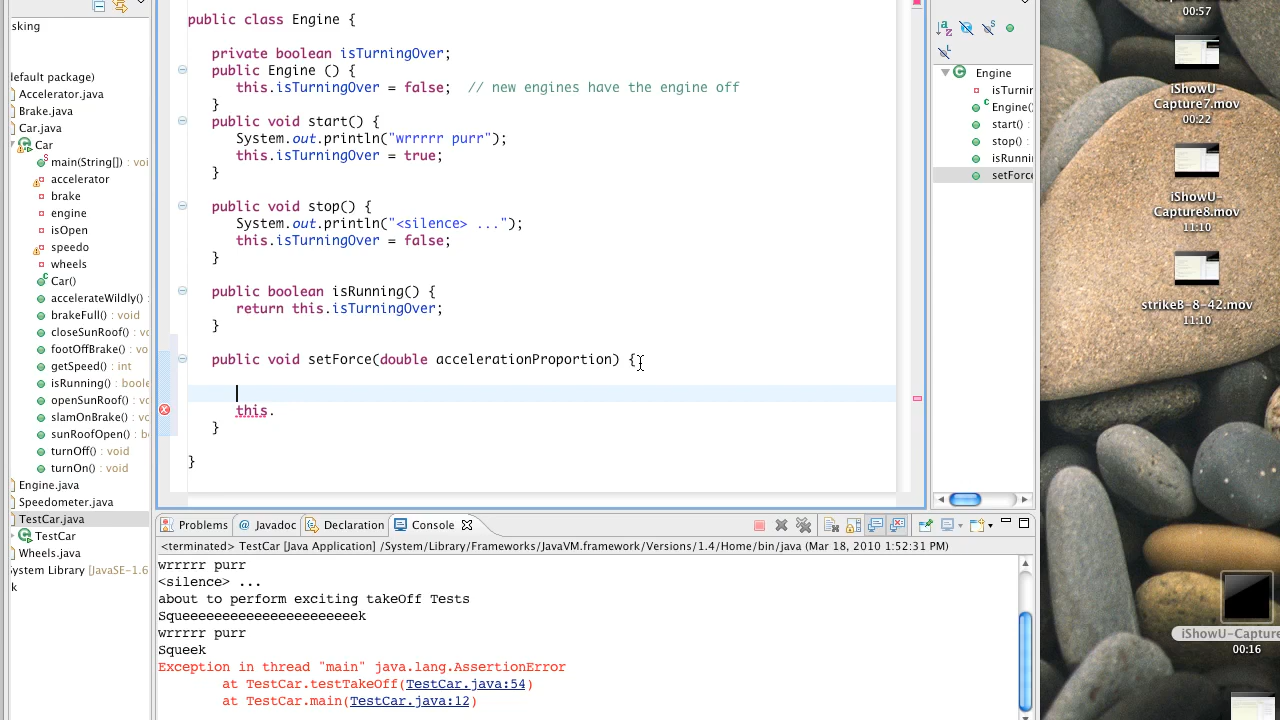 sking
efault package)
Accelerator.java
Brake.java
Car.java
Car
main(String[]) : voi
accelerator
brake
engine
isOpen
speedo
wheels
Car()
accelerateWildly() :
brakeFull() : void
closeSunRoof() : vo
footOffBrake() : voi
getSpeed() : int
isRunning() : boole
openSunRoof() : vo
slamOnBrake() : vo
sunRoofOpen() : bo
turnOff() : void
turnOn() : void
Engine.java
Speedometer.java
TestCar.java
TestCar
Wheels.java
ystem Library [JavaSE-1.6
k
public class Engine {
private boolean isTurningOver;
public Engine () {
this.isTurningOver = false;  // new engines have the engine off
}
public void start() {
System.out.println("wrrrrr purr");
this.isTurningOver = true;
}
public void stop() {
System.out.println("<silence> ...");
this.isTurningOver = false;
}
public boolean isRunning() {
return this.isTurningOver;
}
public void setForce(double accelerationProportion) {
this.
}
}
Engine
isTurnin
Engine()
start() :
stop() :
isRunnin
setForce
Problems @ Javadoc Declaration Console
<terminated> TestCar [Java Application] /System/Library/Frameworks/JavaVM.framework/Versions/1.4/Home/bin/java (Mar 18, 2010 1:52:31 PM)
wrrrrr purr
<silence> ...
about to perform exciting takeOff Tests
Squeeeeeeeeeeeeeeeeeeeeeek
wrrrrr purr
Squeek
Exception in thread "main" java.lang.AssertionError
at TestCar.testTakeOff(TestCar.java:54)
at TestCar.main(TestCar.java:12)
00:57
iShowU-
Capture7.mov
00:22
iShowU-
Capture8.mov
11:10
strikeB-8-42.mov
11:10
iShowU-Capture
00:16